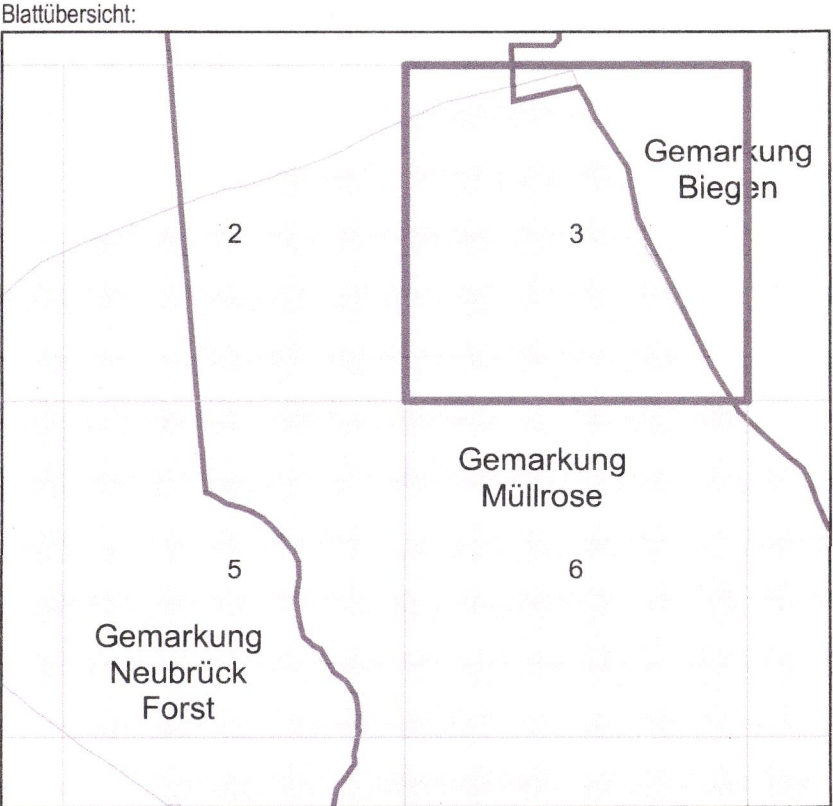 Blattübersicht:
Gemarkung
Biegen
2
3
Gemarkung
Müllrose
5
6
Gemarkung
Neubrück
Forst